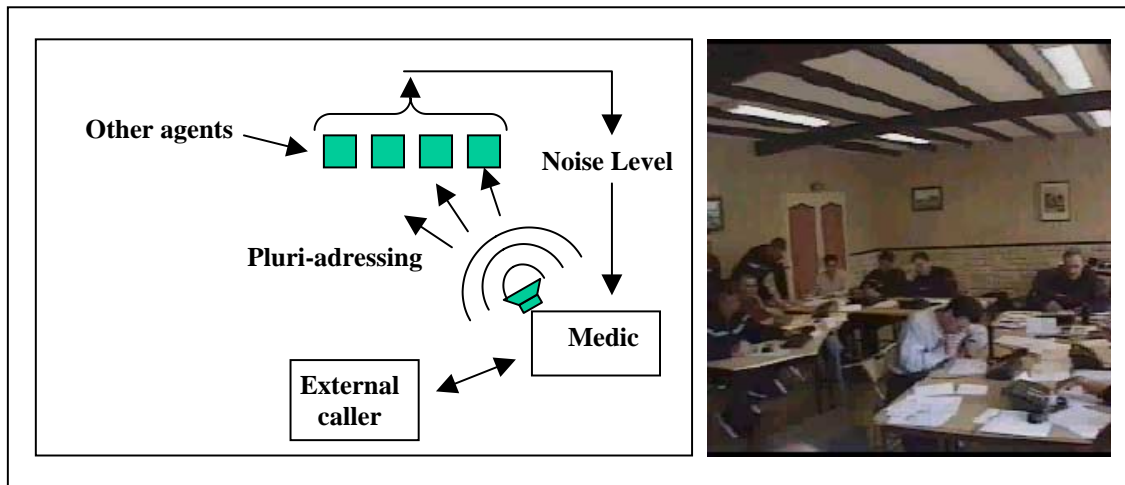 Other agents
Noise Level
Pluri-adressing
Medic
External
caller